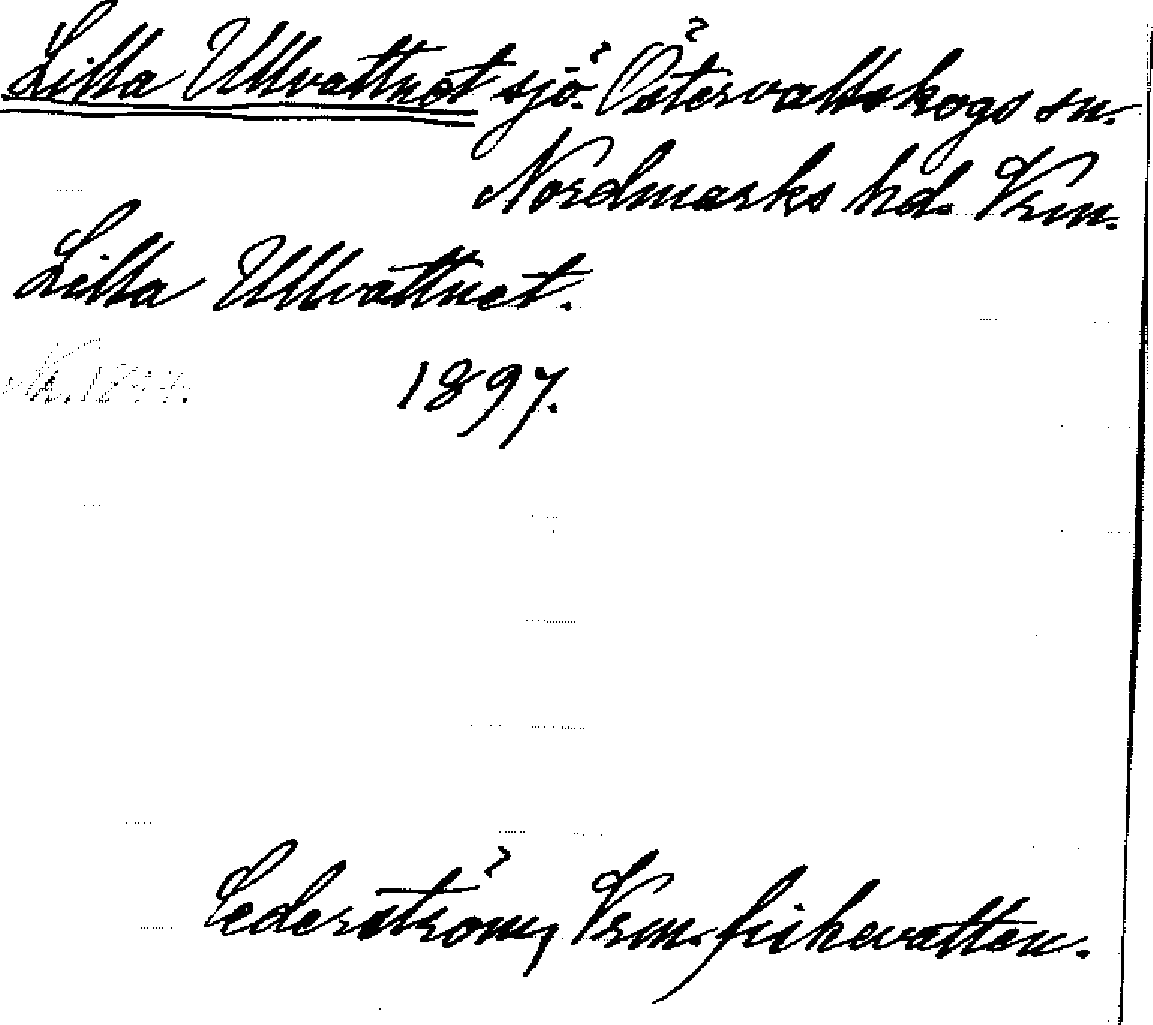 Lilla Ullvattnet sjö. Östervallskogs sn.
Nordmarks hd. Vrm.
Lilla Ullvattnet.
1897.
Cederström, Vrm. fiskevatten.